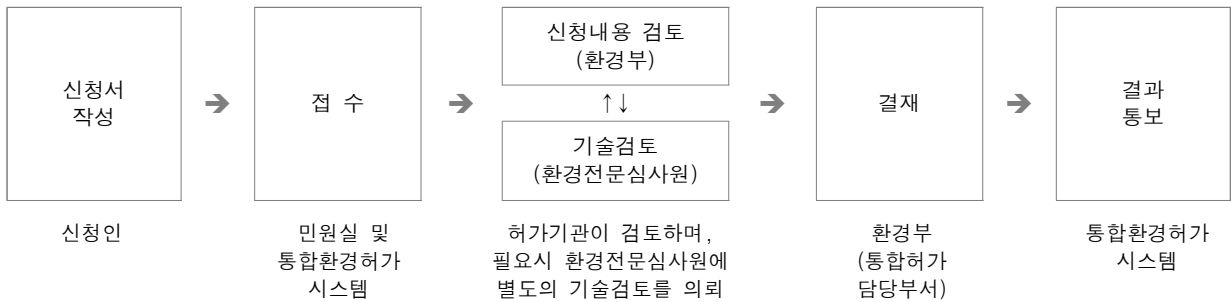 신청서
작성
➔
접 수
➔
신청내용 검토
(환경부)
↑↓
기술검토
(환경전문심사원)
➔
결재
➔
결과
통보
신청인
민원실 및
통합환경허가
시스템
허가기관이 검토하며,
필요시 환경전문심사원에
별도의 기술검토를 의뢰
환경부
(통합허가
담당부서)
통합환경허가
시스템